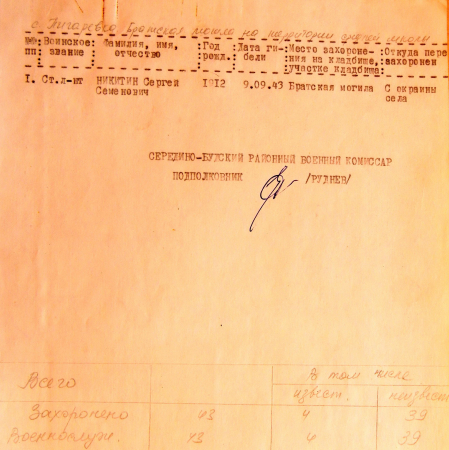 с. Пигаревка Братская могила на территории средней школы
№№: Воинское: Фамилия, имя, :Год :Дата ги-:Место захороне-:Откуда пере
пп: звание : отчество :рожд.: бели :ния на кладбище,:захоронен
:участке кладбища:
I. Ст.л-нт НИКИТИН Сергей 1912 9.09.43 Братская могила С окраины
Семенович села
СЕРЕДИНО-БУДСКИЙ РАЙОННЫЙ ВОЕННЫЙ КОМИССАР
ПОДПОЛКОВНИК /РУДНЕВ/
Всего В том числе
извест. неизвест
Захоронено 43 4 39
Военнослуж. 43 4 39